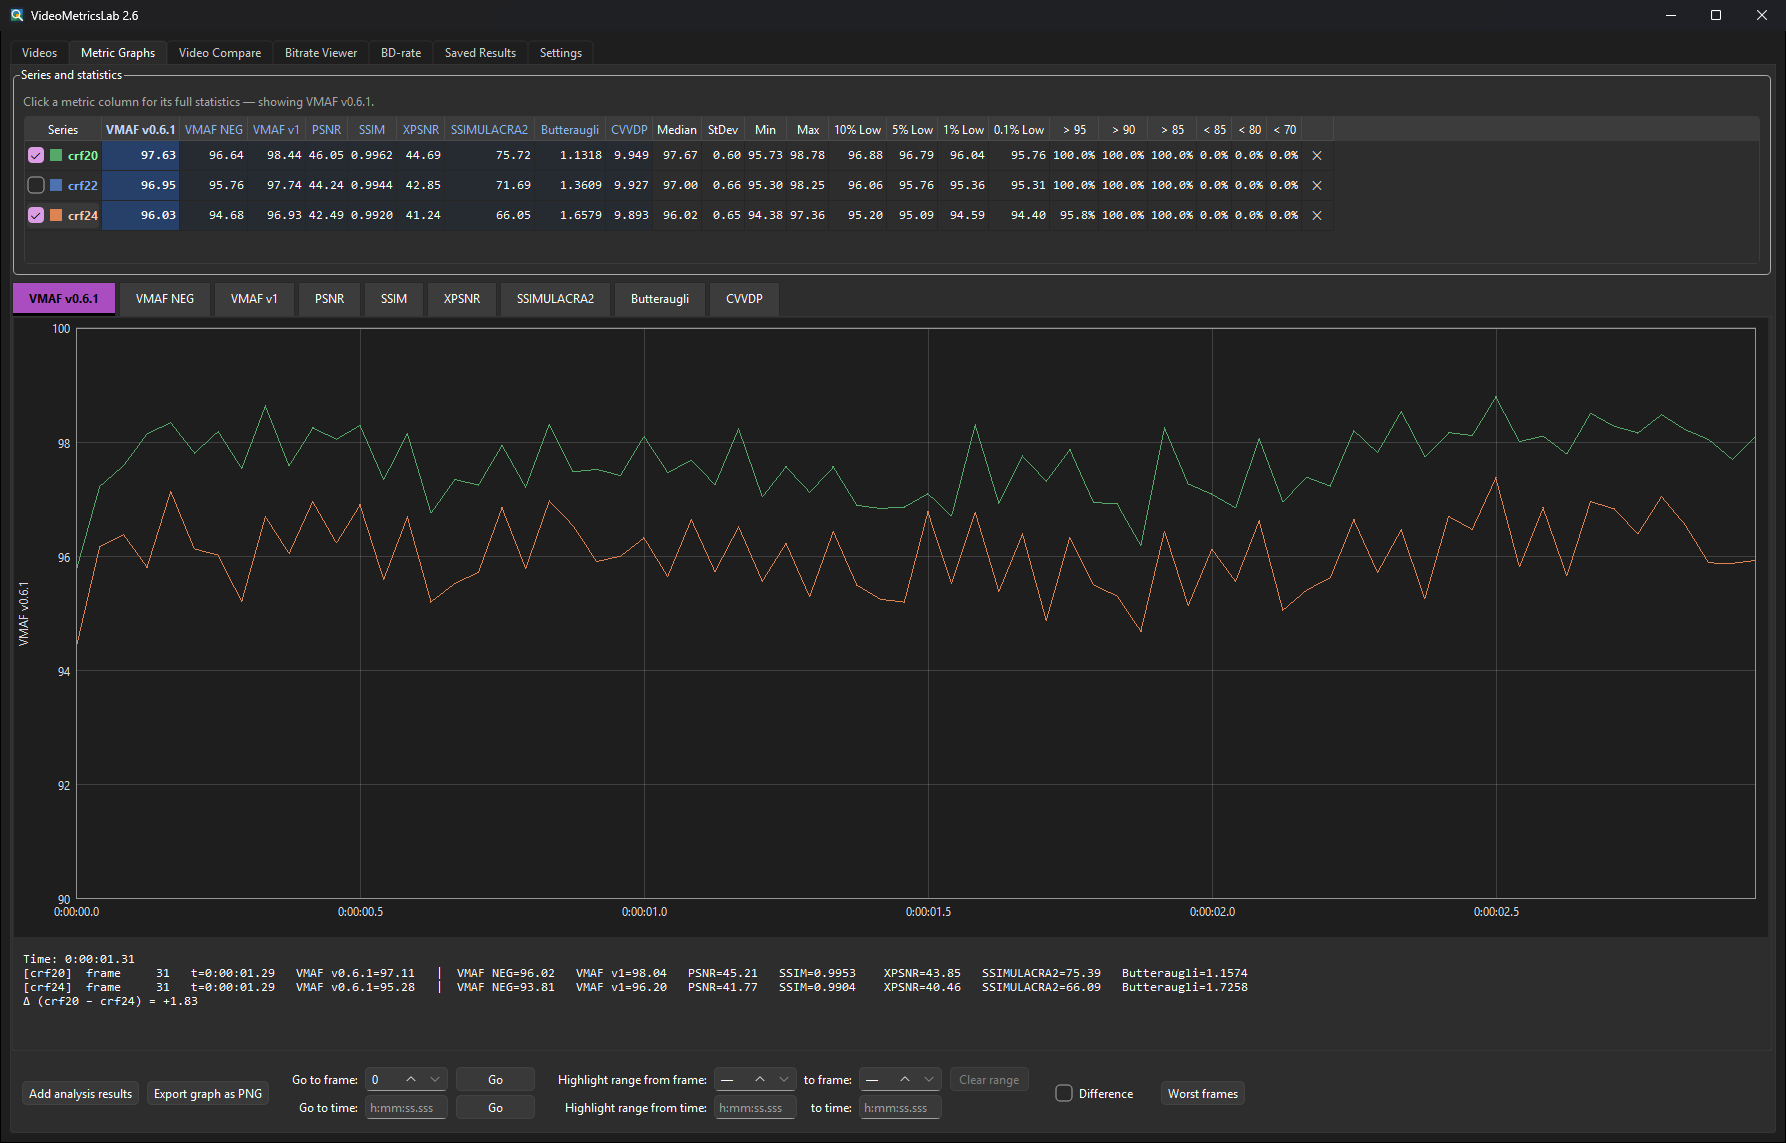 VideoMetricsLab 2.6
Videos Metric Graphs Video Compare Bitrate Viewer BD-rate Saved Results Settings
Series and statistics
Click a metric column for its full statistics — showing VMAF v0.6.1.
Series VMAF v0.6.1 VMAF NEG VMAF v1 PSNR SSIM XPSNR SSIMULACRA2 Butteraugli CVVDP Median StDev Min Max 10% Low 5% Low 1% Low 0.1% Low > 95 > 90 > 85 < 85 < 80 < 70
crf20 97.63 96.64 98.44 46.05 0.9962 44.69 75.72 1.1318 9.949 97.67 0.60 95.73 98.78 96.88 96.79 96.04 95.76 100.0% 100.0% 100.0% 0.0% 0.0% 0.0%
crf22 96.95 95.76 97.74 44.24 0.9944 42.85 71.69 1.3609 9.927 97.00 0.66 95.30 98.25 96.06 95.76 95.36 95.31 100.0% 100.0% 100.0% 0.0% 0.0% 0.0%
crf24 96.03 94.68 96.93 42.49 0.9920 41.24 66.05 1.6579 9.893 96.02 0.65 94.38 97.36 95.20 95.09 94.59 94.40 95.8% 100.0% 100.0% 0.0% 0.0% 0.0%
VMAF v0.6.1 VMAF NEG VMAF v1 PSNR SSIM XPSNR SSIMULACRA2 Butteraugli CVVDP
100
98
96
94
92
90
VMAF v0.6.1
0:00:00.0 0:00:00.5 0:00:01.0 0:00:01.5 0:00:02.0 0:00:02.5
Time: 0:00:01.31
[crf20] frame 31 t=0:00:01.29 VMAF v0.6.1=97.11 | VMAF NEG=96.02 VMAF v1=98.04 PSNR=45.21 SSIM=0.9953 XPSNR=43.85 SSIMULACRA2=75.39 Butteraugli=1.1574
[crf24] frame 31 t=0:00:01.29 VMAF v0.6.1=95.28 | VMAF NEG=93.81 VMAF v1=96.20 PSNR=41.77 SSIM=0.9904 XPSNR=40.46 SSIMULACRA2=66.09 Butteraugli=1.7258
Δ (crf20 − crf24) = +1.83
Add analysis results Export graph as PNG
Go to frame: 0 Go Highlight range from frame: — to frame: — Clear range
Go to time: h:mm:ss.sss Go Highlight range from time: h:mm:ss.sss to time: h:mm:ss.sss
Difference Worst frames